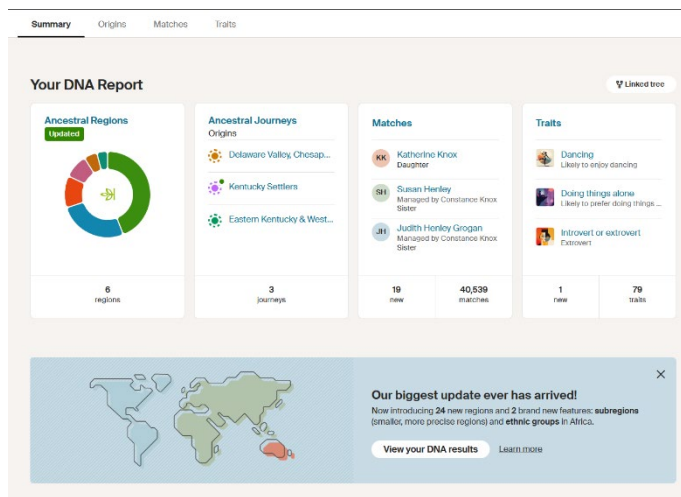 Summary
Origins
Matches
Traits
Your DNA Report
Linked tree
Ancestral Regions
Updated
6
regions
Ancestral Journeys
Origins
Delaware Valley, Chesap...
Kentucky Settlers
Eastern Kentucky & West...
3
journeys
Matches
KK
Katherine Knox
Daughter
SH
Susan Henley
Managed by Constance Knox
Sister
JH
Judith Henley Grogan
Managed by Constance Knox
Sister
19
new
40,539
matches
Traits
Dancing
Likely to enjoy dancing
Doing things alone
Likely to prefer doing things ...
Introvert or extrovert
Extrovert
1
new
79
traits
Our biggest update ever has arrived!
Now introducing 24 new regions and 2 brand new features: subregions
(smaller, more precise regions) and ethnic groups in Africa.
View your DNA results
Learn more